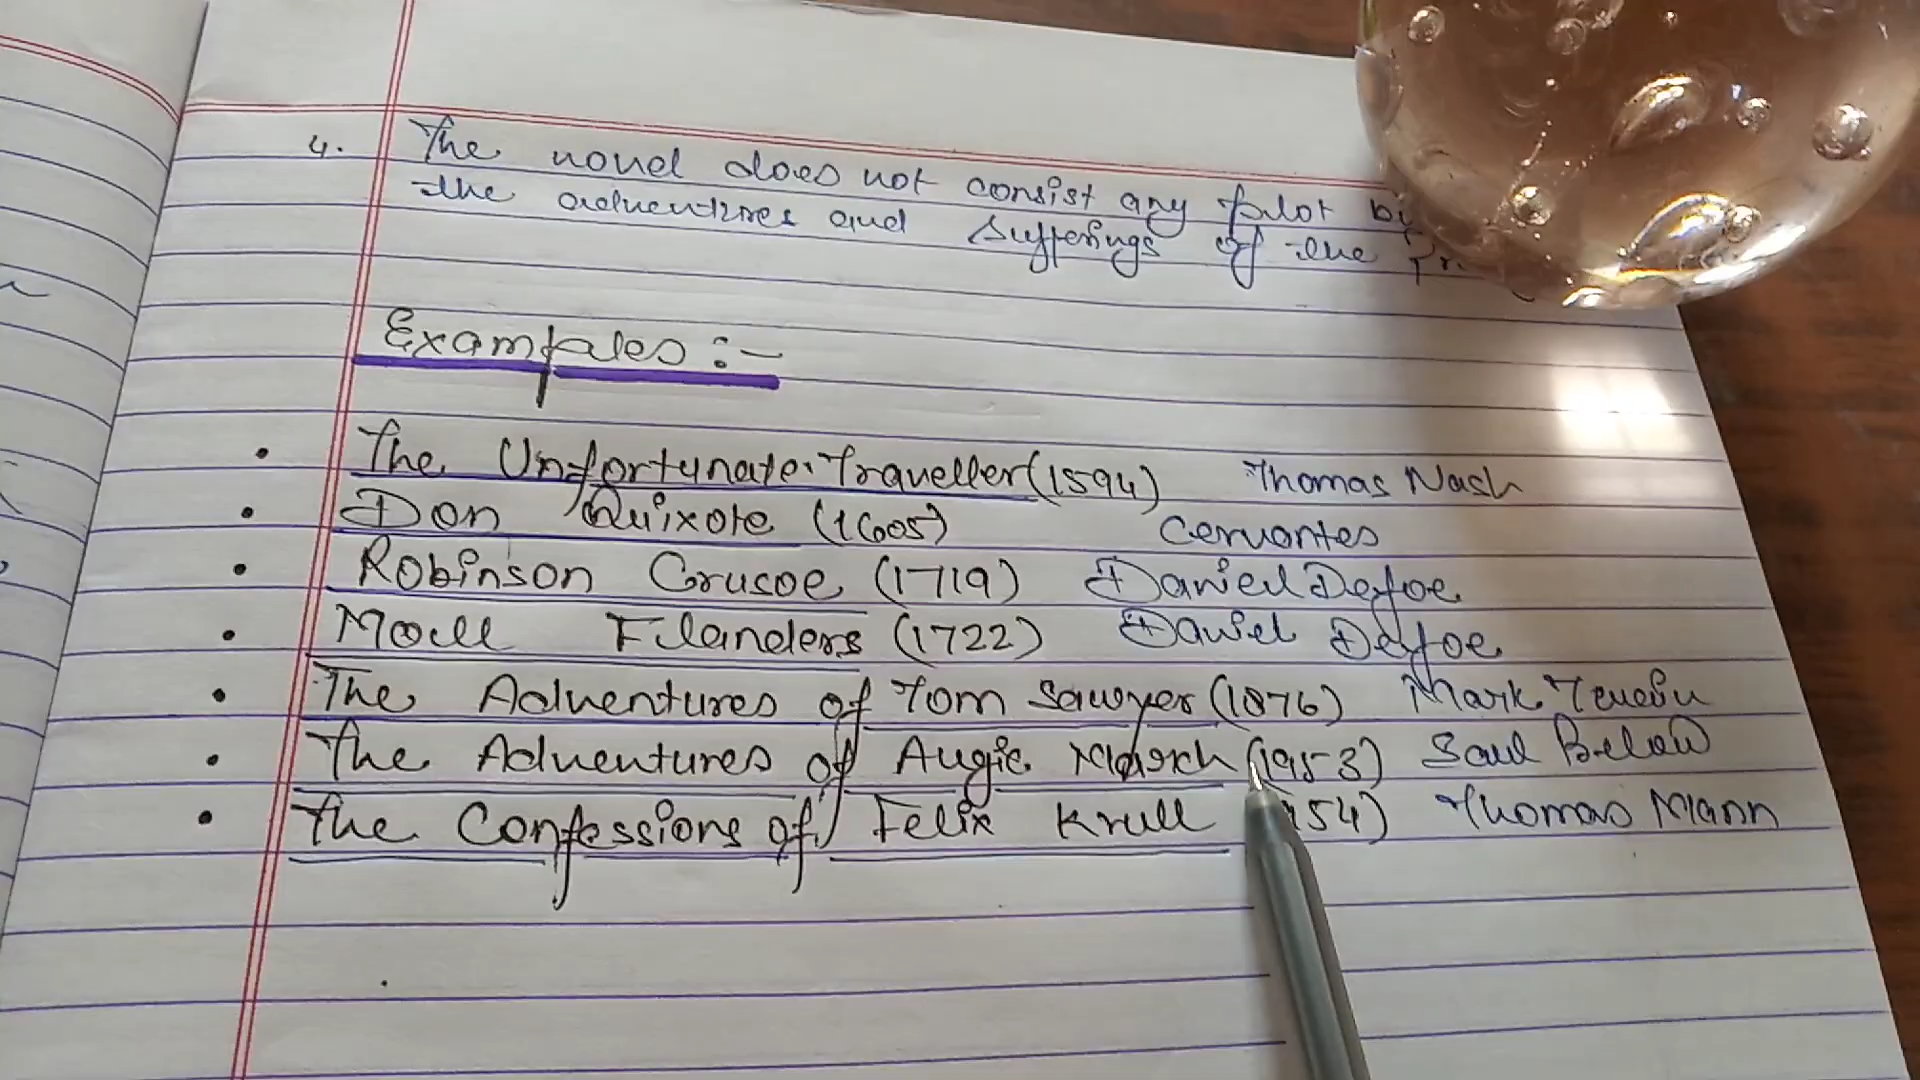 4. The novel does not consist any plot
the adventures and sufferings of the
Examples :-
• The Unfortunate Traveller (1594) Thomas Nash
• Don Quixote (1605) Cervantes
• Robinson Crusoe (1719) Daniel Defoe
• Moll Flanders (1722) Daniel Defoe
• The Adventures of Tom Sawyer (1876) Mark Twain
• The Adventures of Augie March (1953) Saul Bellow
• The Confessions of Felix Krull 954) Thomas Mann